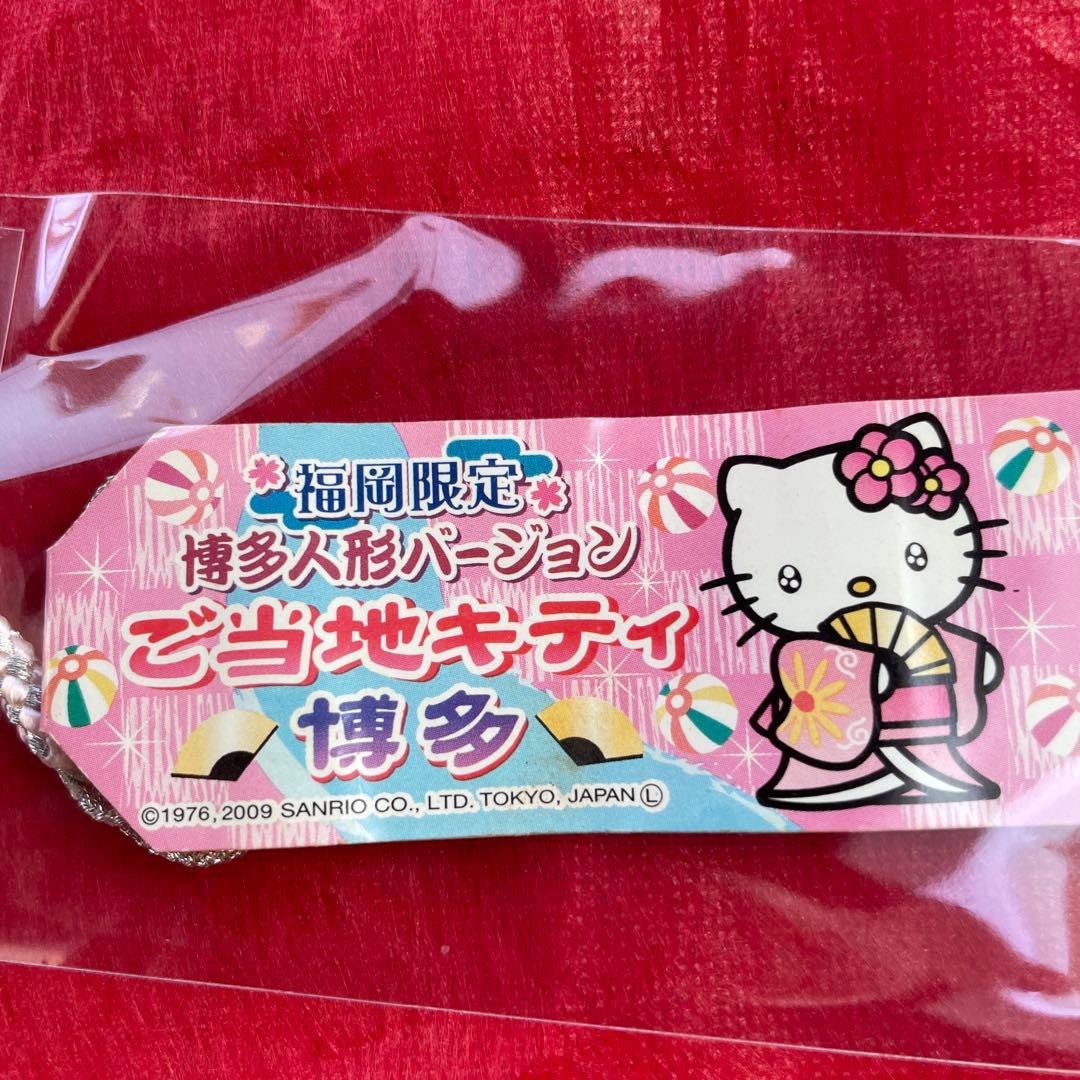 福岡限定
博多人形バージョン
ご当地キティ
博多
©1976, 2009 SANRIO CO., LTD. TOKYO, JAPAN Ⓛ